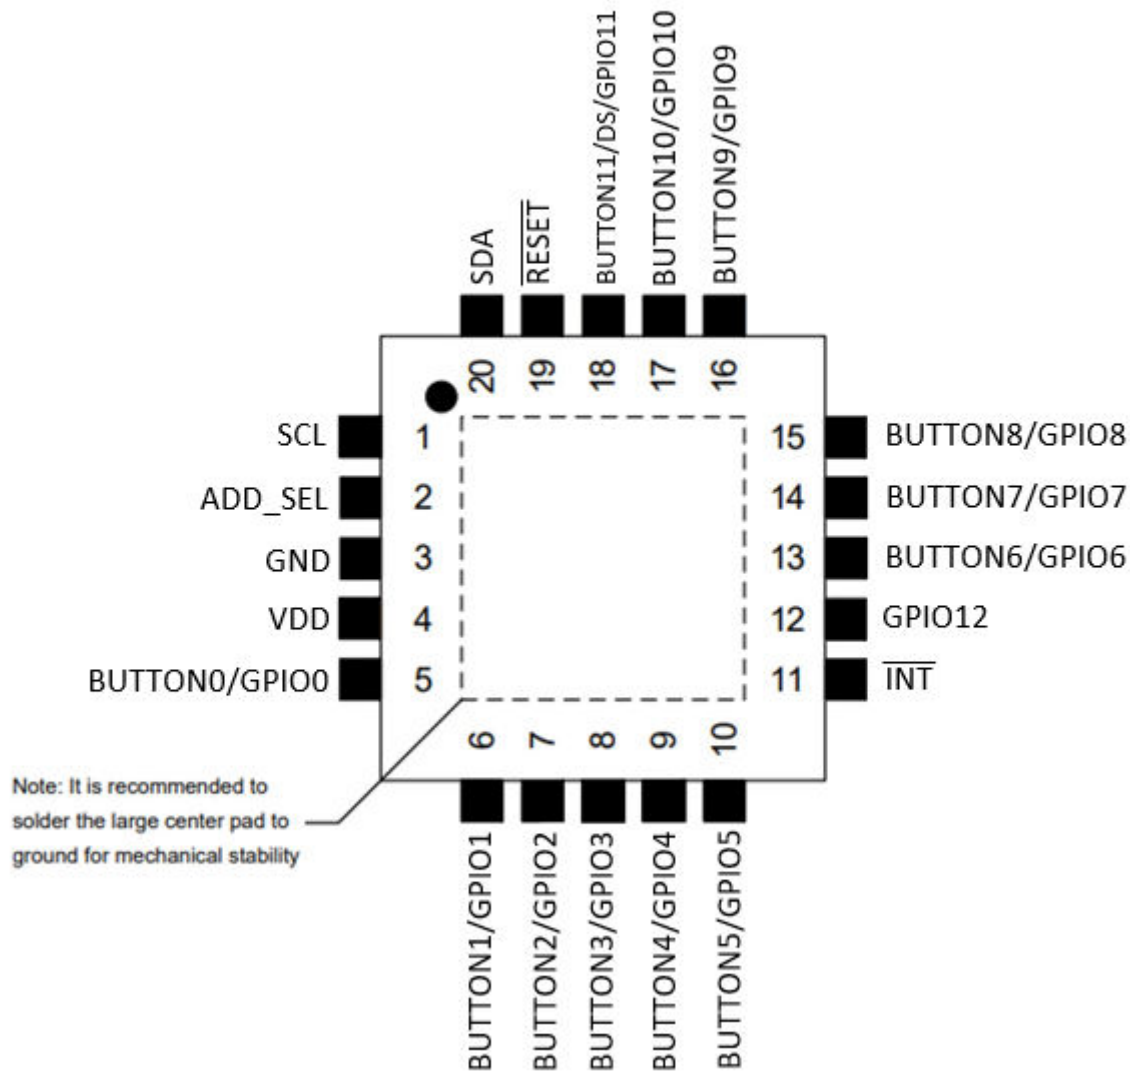 BUTTON11/DS/GPIO11
BUTTON10/GPIO10
BUTTON9/GPIO9
SDA
RESET
20
19
18
17
16
SCL
1
15
BUTTON8/GPIO8
ADD_SEL
2
14
BUTTON7/GPIO7
GND
3
13
BUTTON6/GPIO6
VDD
4
12
GPIO12
BUTTON0/GPIO0
5
11
INT
6
7
8
9
10
Note: It is recommended to
solder the large center pad to
ground for mechanical stability
BUTTON1/GPIO1
BUTTON2/GPIO2
BUTTON3/GPIO3
BUTTON4/GPIO4
BUTTON5/GPIO5